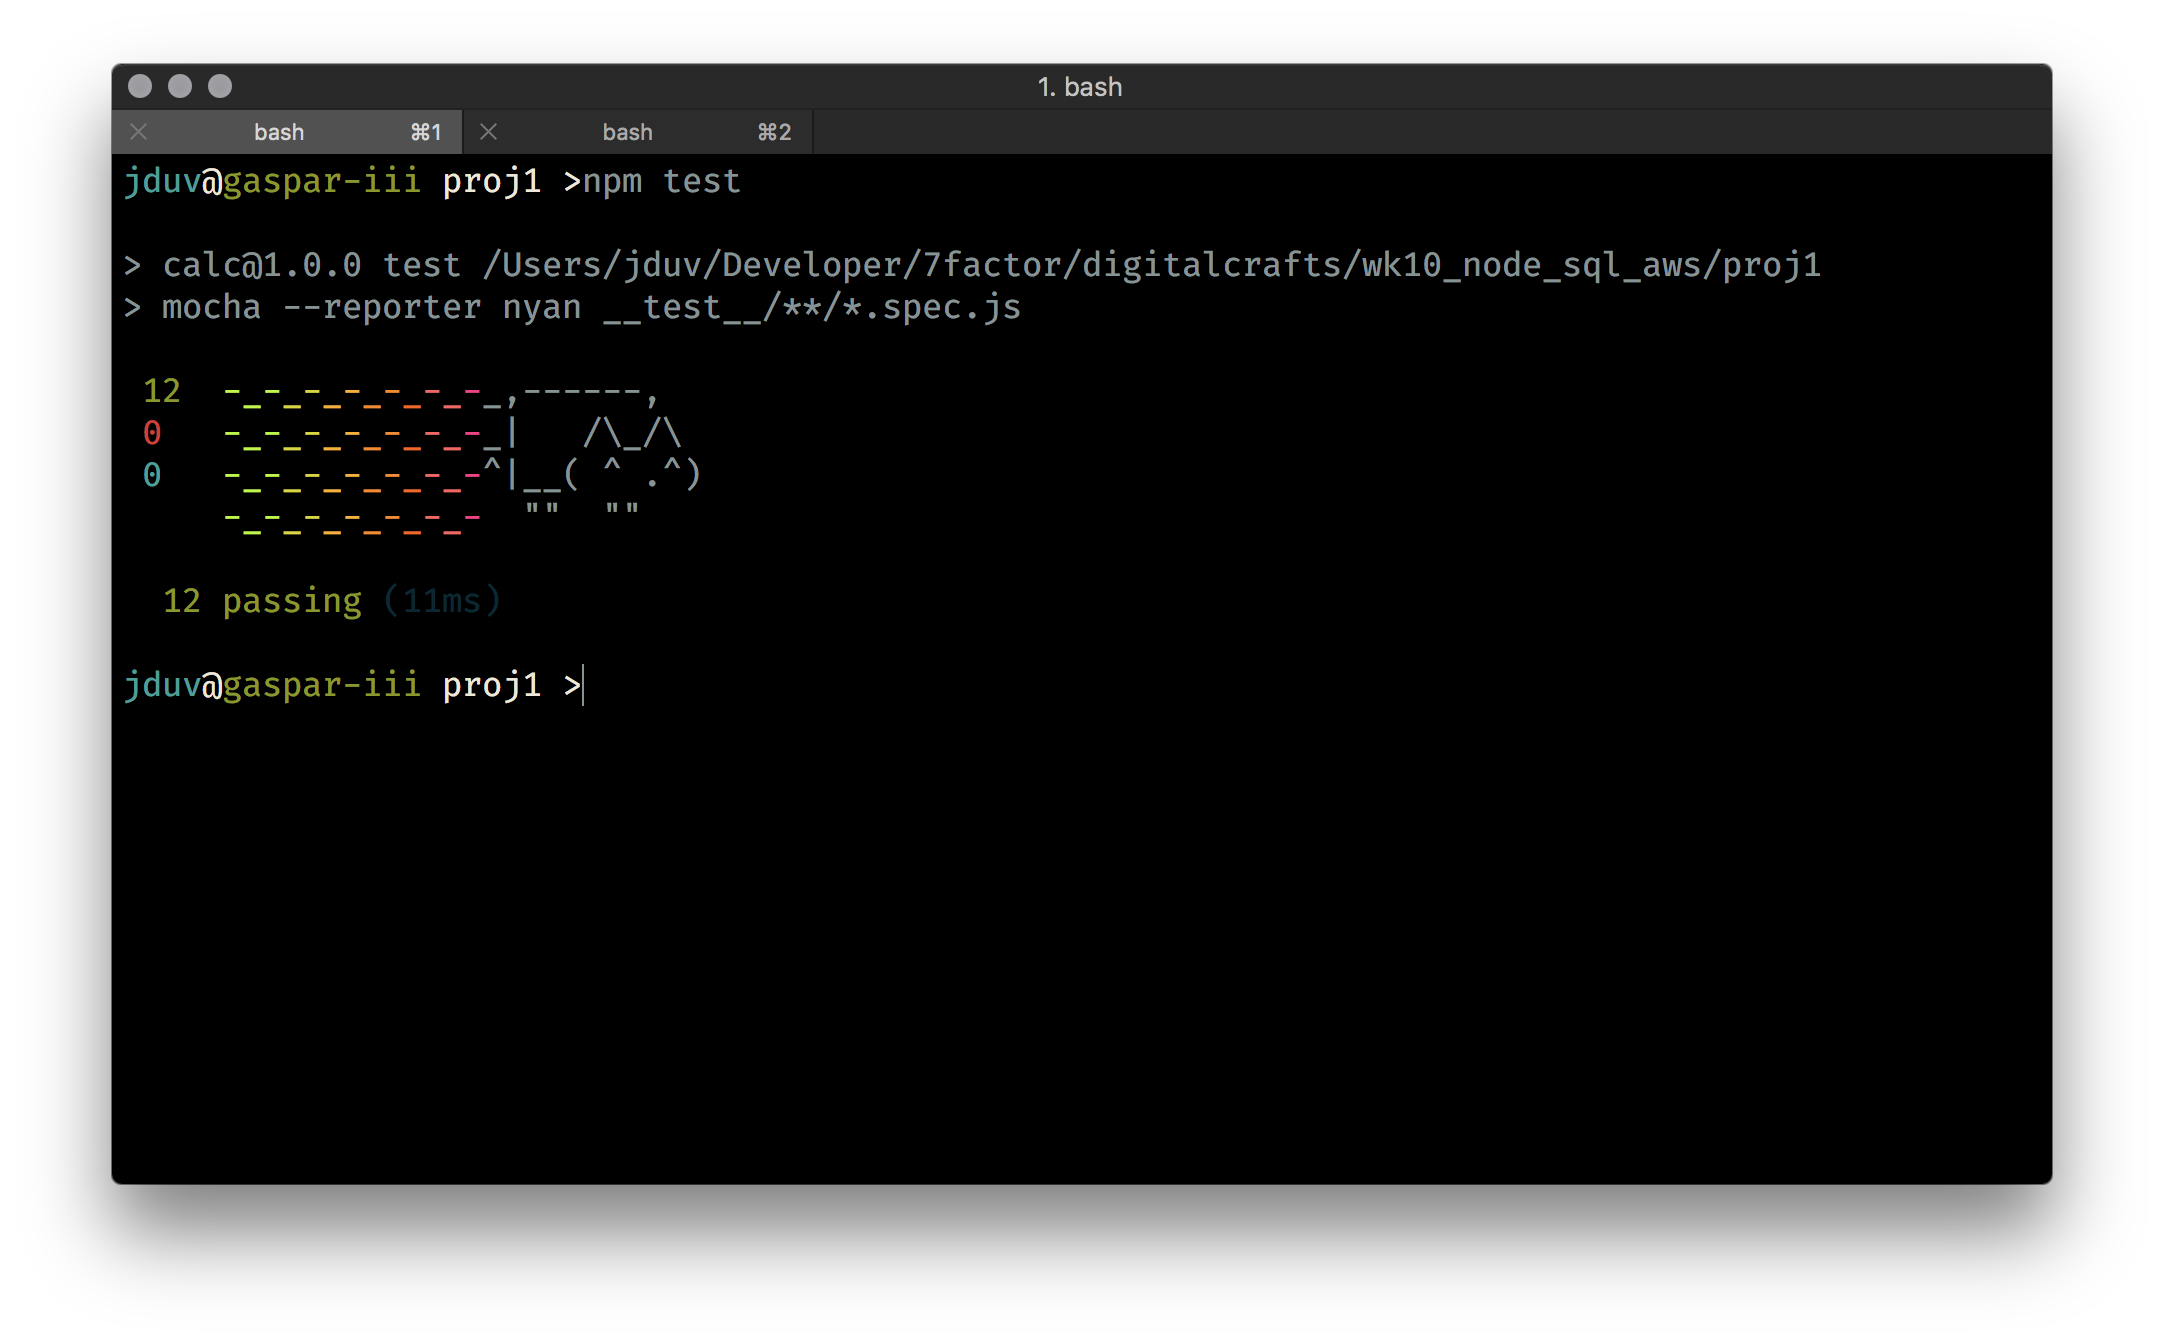 1. bash
bash ⌘1 bash ⌘2
jduv@gaspar-iii proj1 >npm test
> calc@1.0.0 test /Users/jduv/Developer/7factor/digitalcrafts/wk10_node_sql_aws/proj1
> mocha --reporter nyan __test__/**/*.spec.js
 12  -_-_-_-_-_-_-_,------,
 0   -_-_-_-_-_-_-_|   /\_/\
 0   -_-_-_-_-_-_-^|__( ^ .^)
     -_-_-_-_-_-_-  ""  ""
  12 passing (11ms)
jduv@gaspar-iii proj1 >